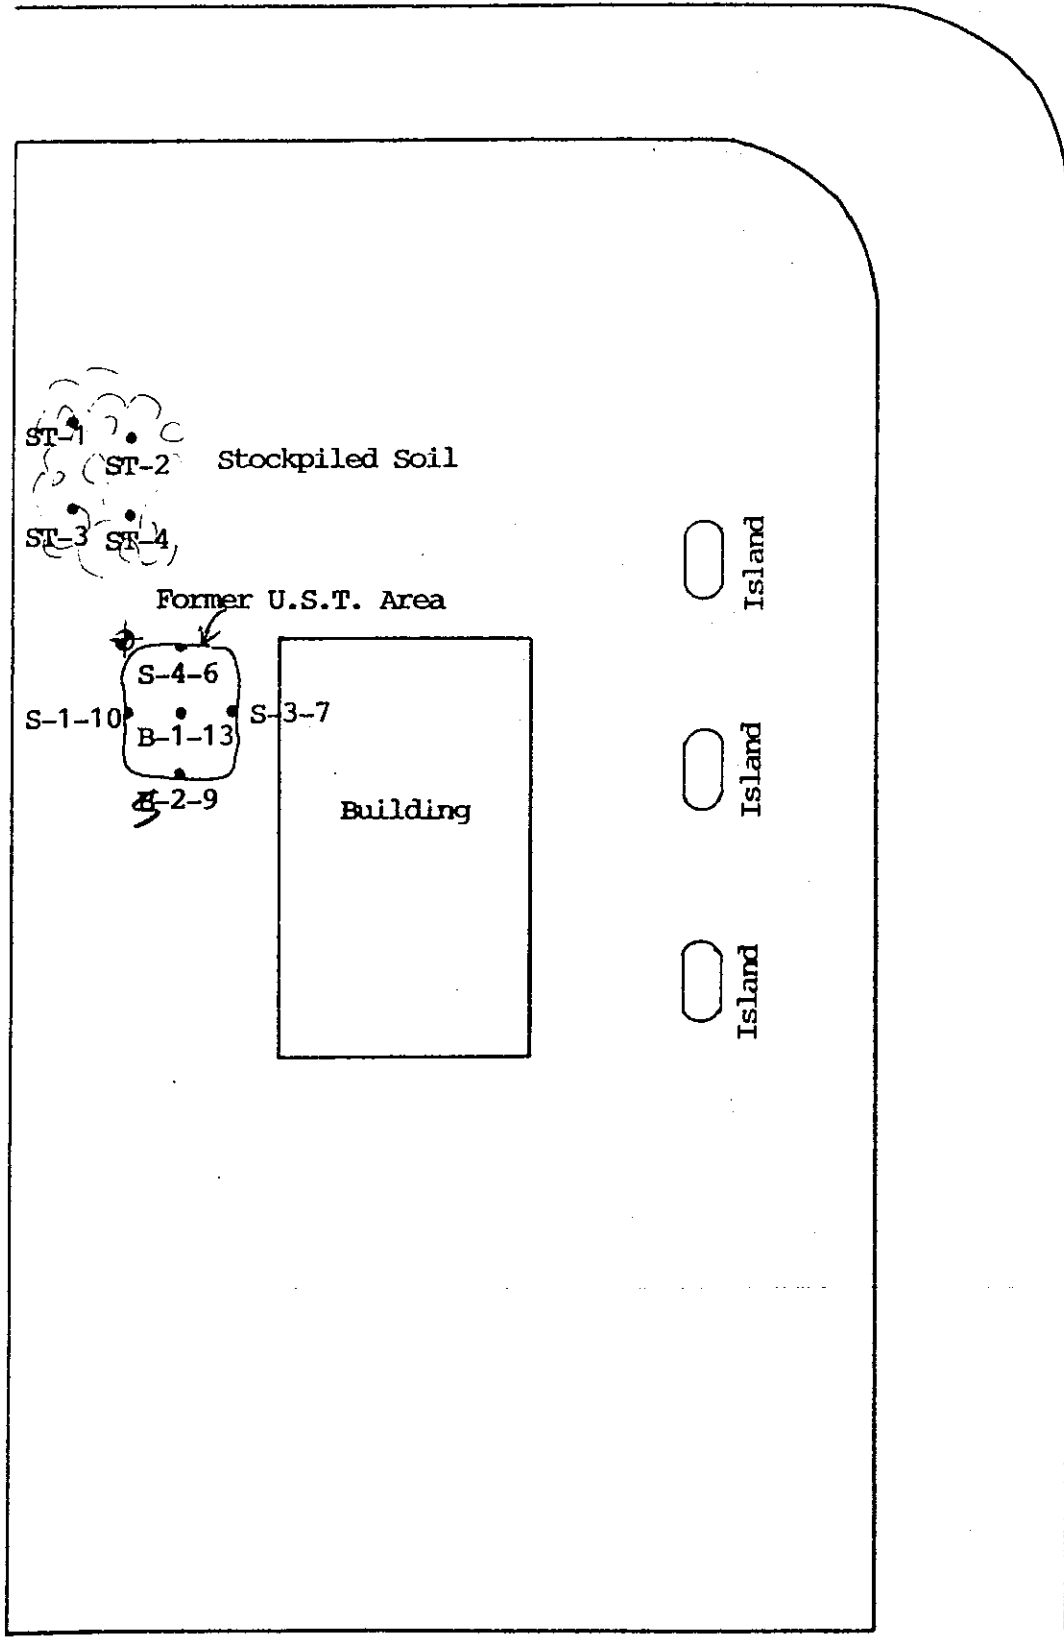 ST-1
ST-2
Stockpiled Soil
ST-3
ST-4
Island
Former U.S.T. Area
S-4-6
S-1-10
S-3-7
B-1-13
Island
S-2-9
Building
Island